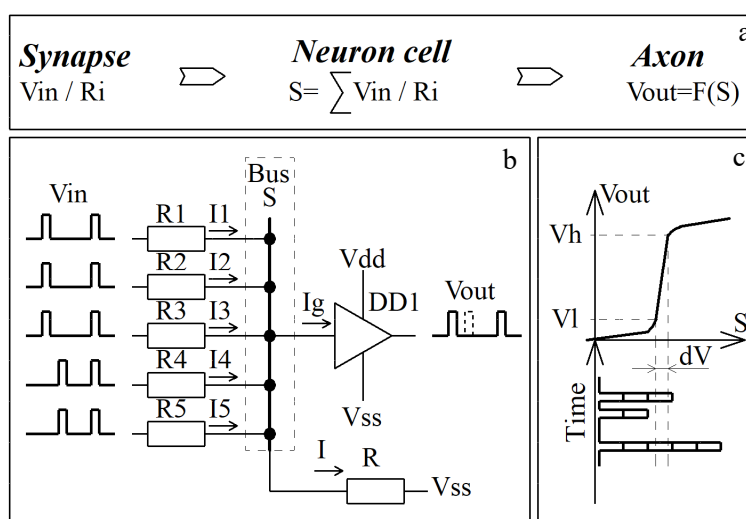 a
Synapse
Neuron cell
Axon
Vin / Ri
S= ∑ Vin / Ri
Vout=F(S)
b
Vin
Bus
S
R1 I1
R2 I2
R3 I3
R4 I4
R5 I5
Ig
Vdd
DD1
Vss
Vout
I
R
Vss
c
Vout
Vh
Vl
S
dV
Time